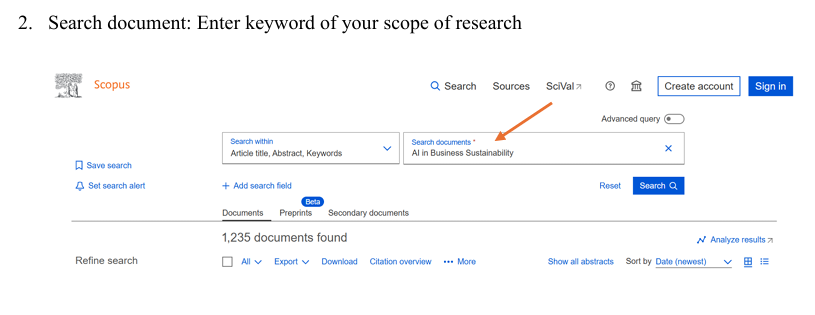 2. Search document: Enter keyword of your scope of research
Scopus
Search Sources SciVal Create account Sign in
Advanced query
Search within
Article title, Abstract, Keywords
Search documents *
AI in Business Sustainability
Save search
Set search alert
+ Add search field
Reset Search
Beta
Documents Preprints Secondary documents
1,235 documents found
Analyze results
Refine search
All Export Download Citation overview ••• More Show all abstracts Sort by Date (newest)